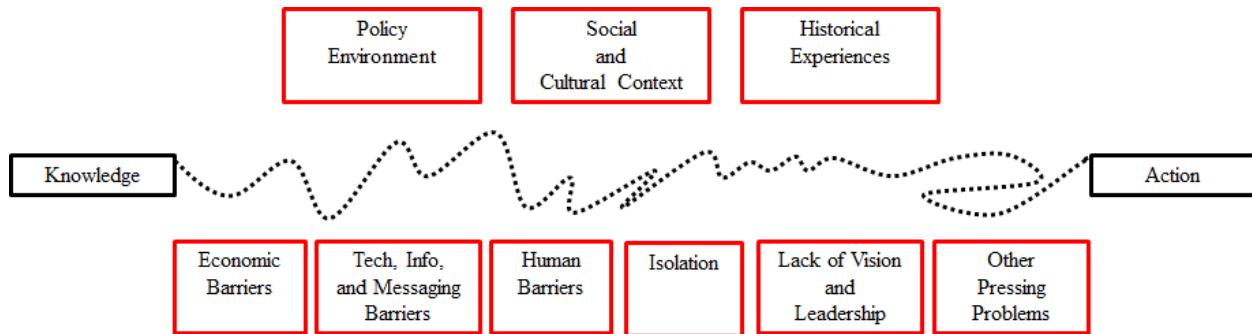 Policy
Environment
Social
and
Cultural Context
Historical
Experiences
Knowledge
Action
Economic
Barriers
Tech, Info,
and Messaging
Barriers
Human
Barriers
Isolation
Lack of Vision
and
Leadership
Other
Pressing
Problems